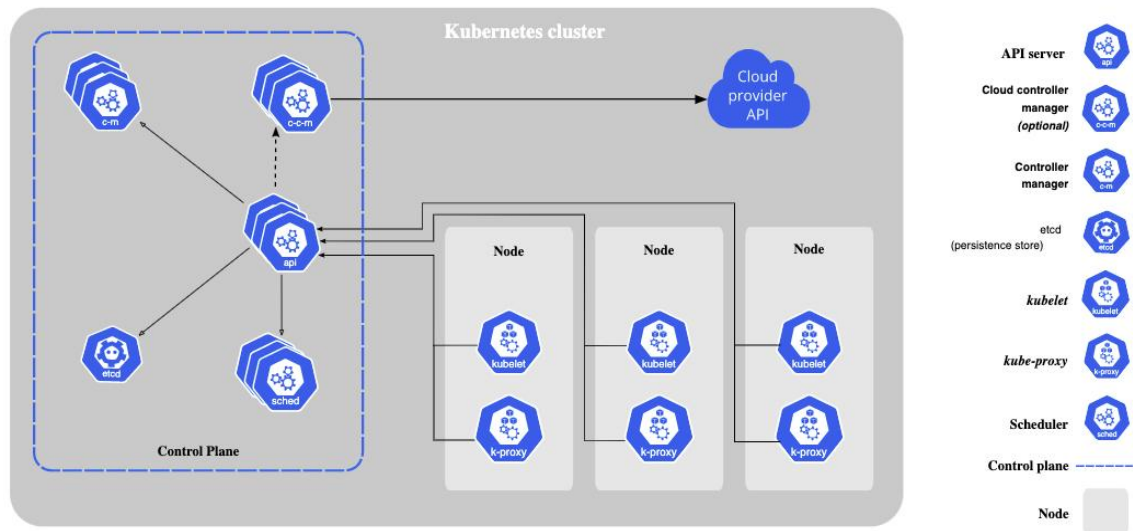 Kubernetes cluster
c-m
c-c-m
Cloud
provider
API
api
etcd
sched
Control Plane
Node
kubelet
k-proxy
Node
kubelet
k-proxy
Node
kubelet
k-proxy
API server
api
Cloud controller
manager
(optional)
c-c-m
Controller
manager
c-m
etcd
(persistence store)
etcd
kubelet
kubelet
kube-proxy
k-proxy
Scheduler
sched
Control plane
Node